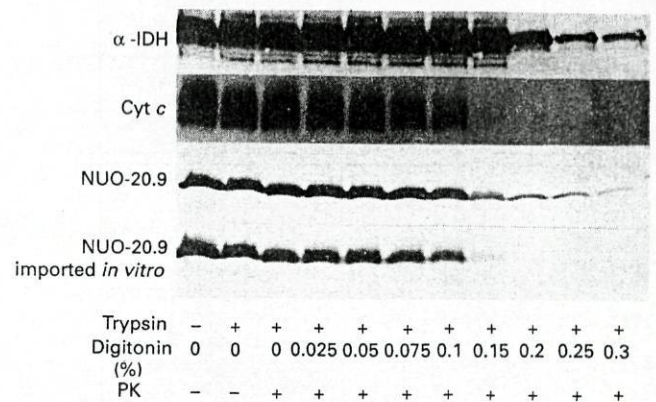 α-IDH
Cyt c
NUO-20.9
NUO-20.9
imported in vitro
Trypsin – + + + + + + + + + +
Digitonin 0 0 0 0.025 0.05 0.075 0.1 0.15 0.2 0.25 0.3
(%)
PK – – + + + + + + + + +